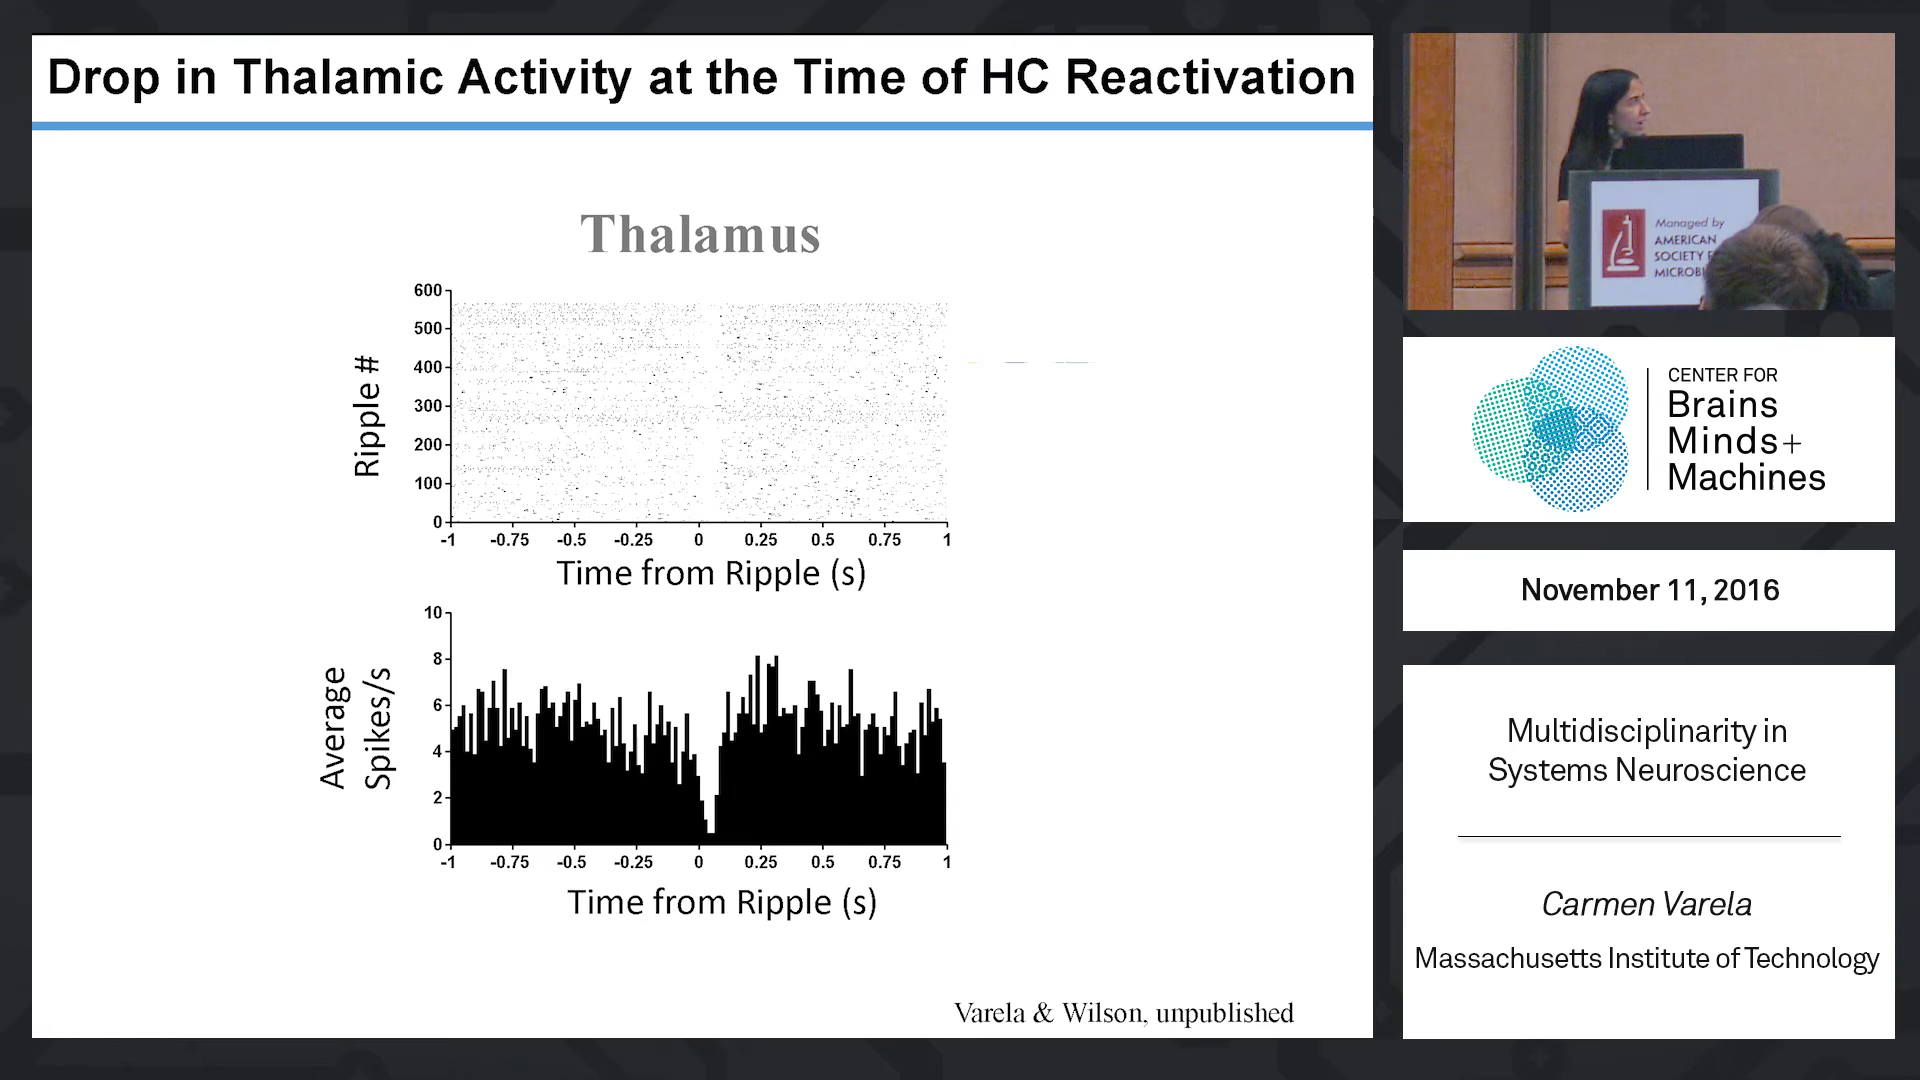 Drop in Thalamic Activity at the Time of HC Reactivation
Thalamus
Ripple #
600
500
400
300
200
100
0
-1 -0.75 -0.5 -0.25 0 0.25 0.5 0.75 1
Time from Ripple (s)
Average
Spikes/s
10
8
6
4
2
0
-1 -0.75 -0.5 -0.25 0 0.25 0.5 0.75 1
Time from Ripple (s)
Varela & Wilson, unpublished
Managed by
AMERICAN
SOCIETY
CENTER FOR
Brains
Minds+
Machines
November 11, 2016
Multidisciplinarity in
Systems Neuroscience
Carmen Varela
Massachusetts Institute of Technology